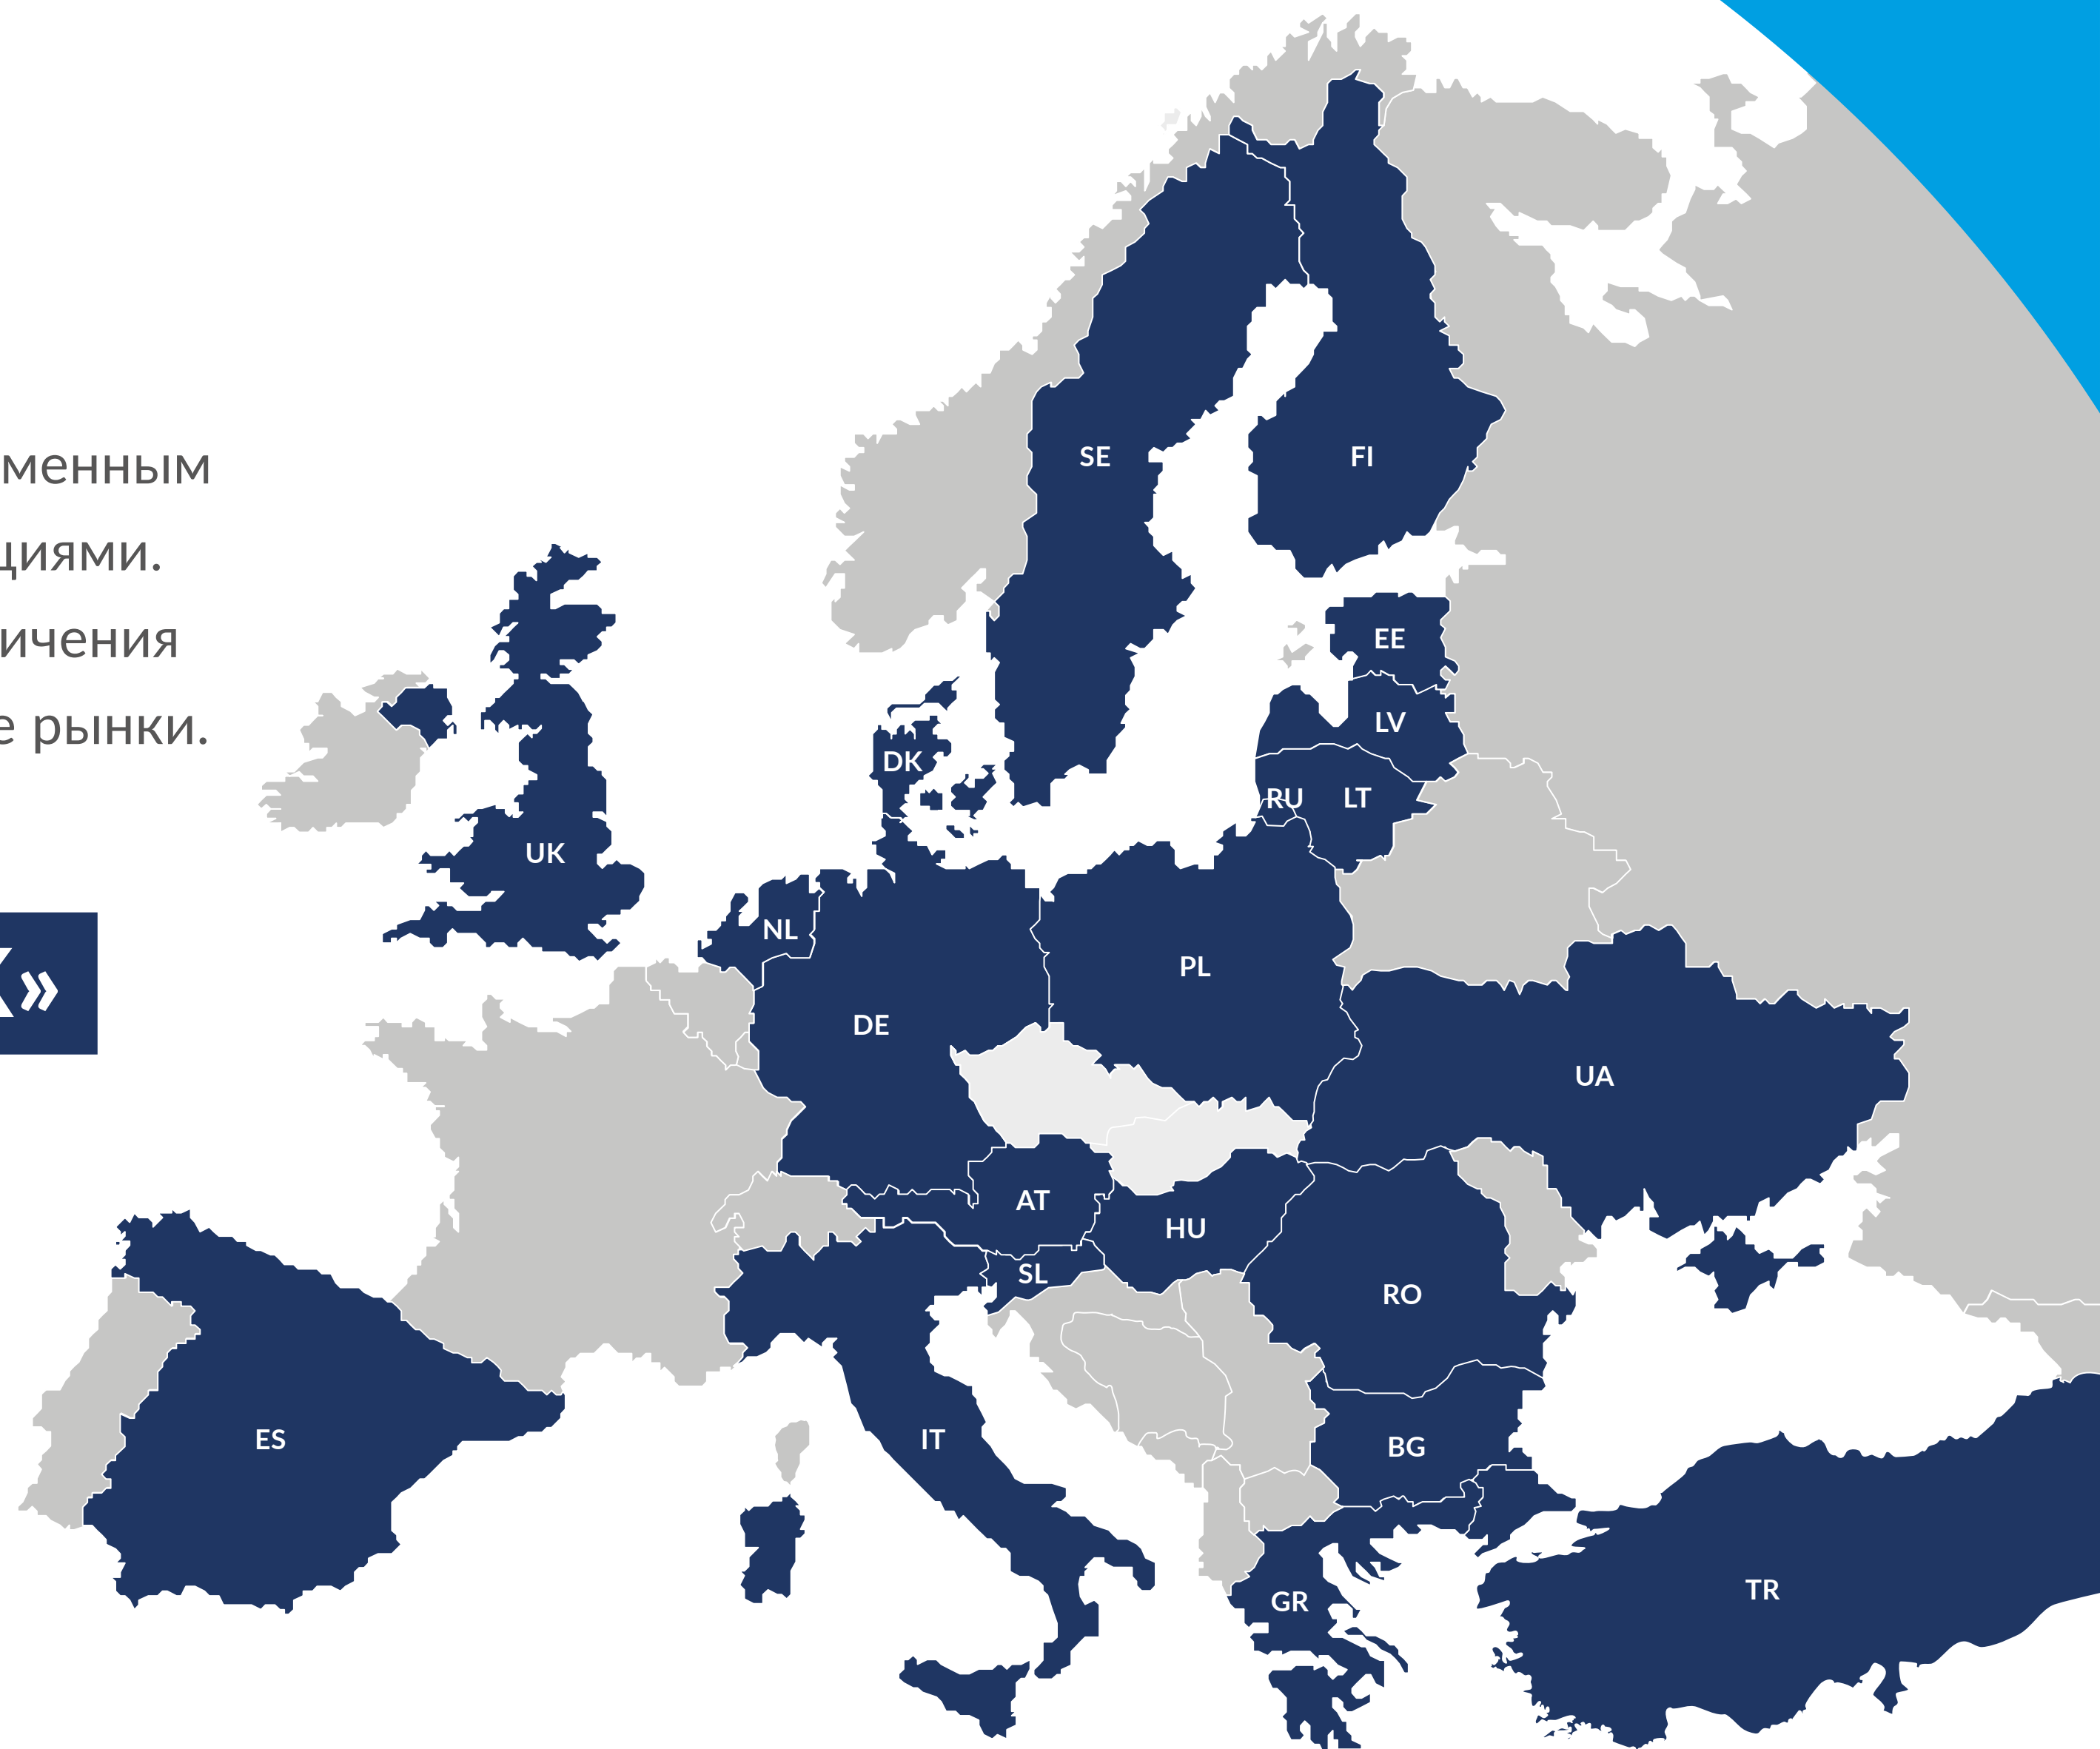 менным
циями.
ичения
е рынки.
»
SE
FI
EE
LV
DK
RU
LT
UK
NL
PL
DE
UA
AT
HU
SL
RO
ES
IT
BG
TR
GR